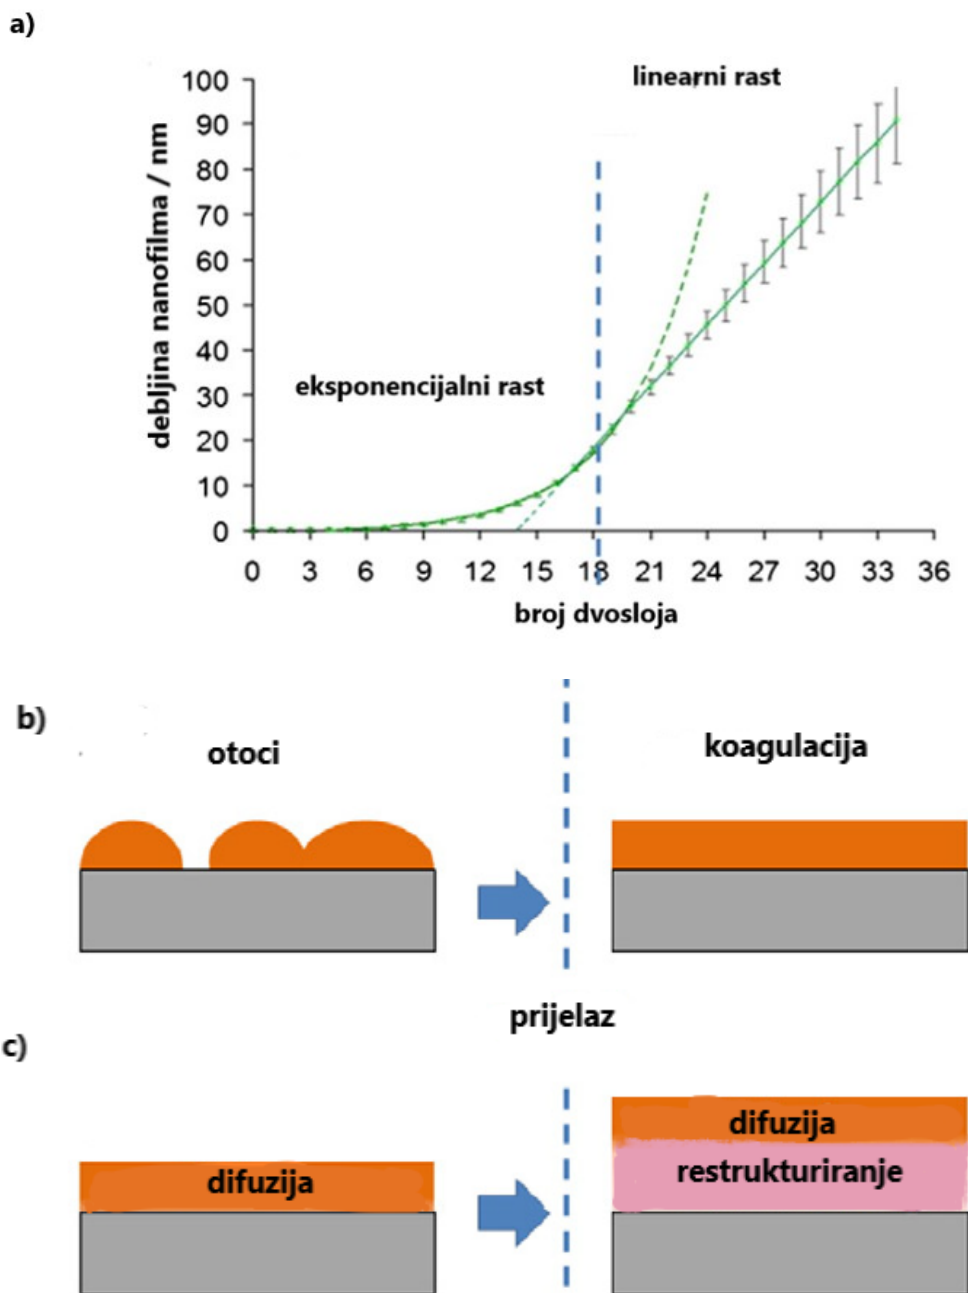 a)
linearni rast
100
90
80
70
60
50
40
30
20
10
0
debljina nanofilma / nm
eksponencijalni rast
0 3 6 9 12 15 18 21 24 27 30 33 36
broj dvosloja
b)
otoci
koagulacija
prijelaz
c)
difuzija
difuzija
restrukturiranje